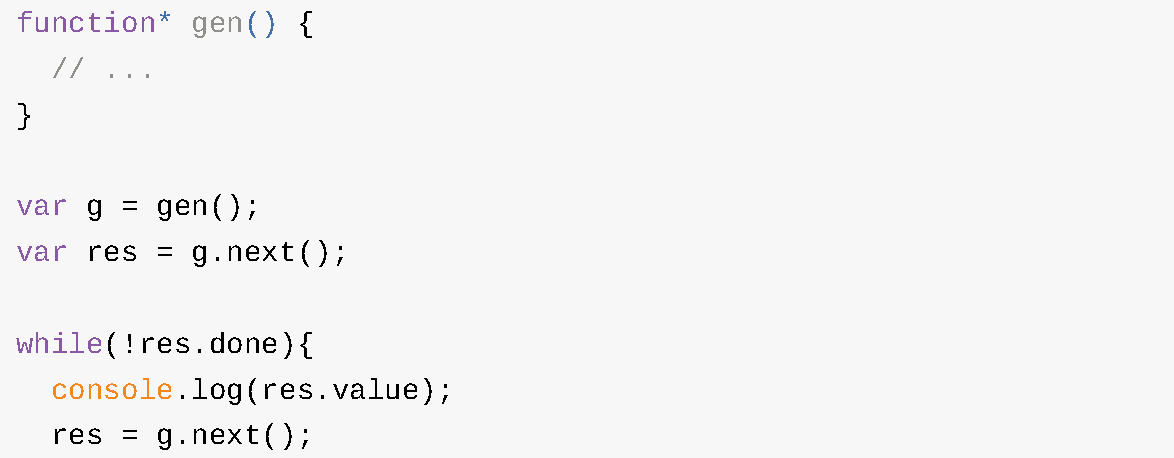 function* gen() {
  // ...
}

var g = gen();
var res = g.next();

while(!res.done){
  console.log(res.value);
  res = g.next();